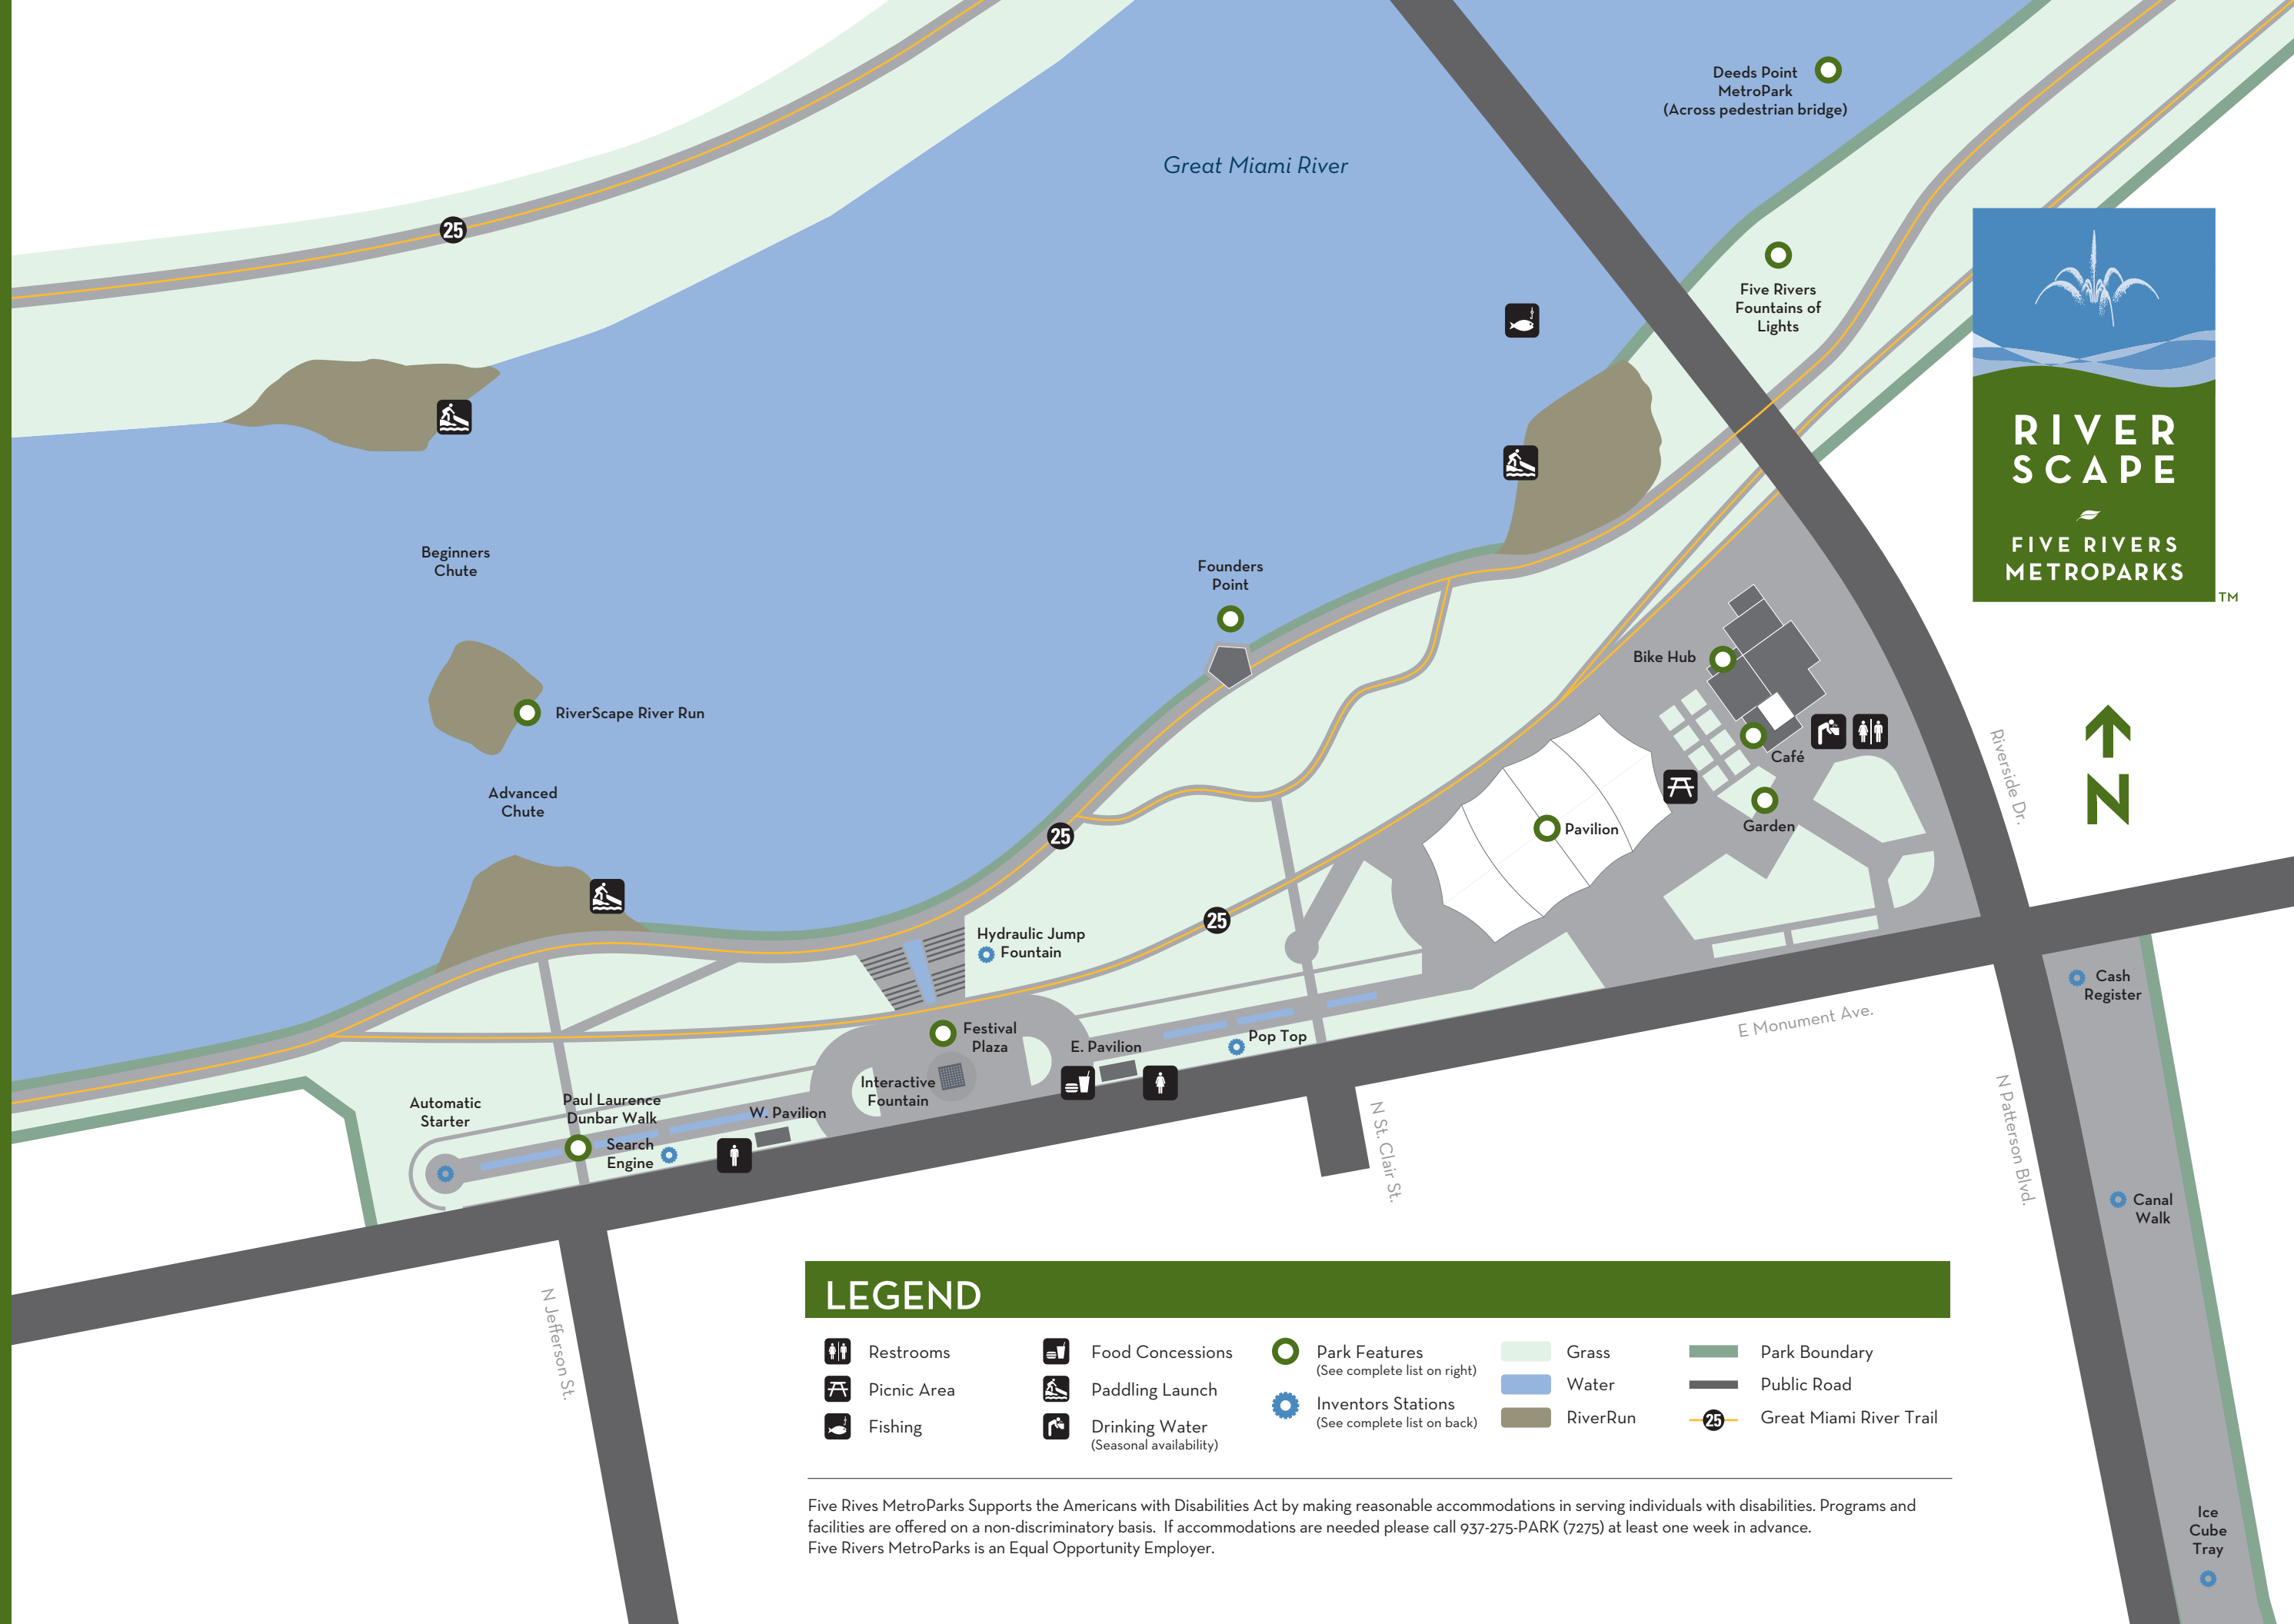 Deeds Point
MetroPark
(Across pedestrian bridge)
Great Miami River
25
Five Rivers
Fountains of
Lights
RIVER
SCAPE
FIVE RIVERS
METROPARKS
TM
Beginners
Chute
Founders
Point
Bike Hub
RiverScape River Run
Café
Riverside Dr.
N
Advanced
Chute
Garden
Pavilion
25
25
Hydraulic Jump
Fountain
Cash
Register
E Monument Ave.
Festival
Plaza
E. Pavilion
Pop Top
Interactive
Fountain
Automatic
Starter
Paul Laurence
Dunbar Walk
W. Pavilion
Search
Engine
N St. Clair St.
N Patterson Blvd.
Canal
Walk
N Jefferson St.
LEGEND
Restrooms
Picnic Area
Fishing
Food Concessions
Paddling Launch
Drinking Water
(Seasonal availability)
Park Features
(See complete list on right)
Inventors Stations
(See complete list on back)
Grass
Water
RiverRun
Park Boundary
Public Road
25 Great Miami River Trail
Five Rives MetroParks Supports the Americans with Disabilities Act by making reasonable accommodations in serving individuals with disabilities. Programs and
facilities are offered on a non-discriminatory basis. If accommodations are needed please call 937-275-PARK (7275) at least one week in advance.
Five Rivers MetroParks is an Equal Opportunity Employer.
Ice
Cube
Tray